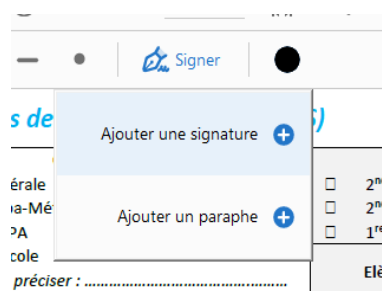 Signer
s de
Ajouter une signature
)
érale
2
pa-Mé
2
Ajouter un paraphe
PA
1
cole
Elè
préciser : ...........................................